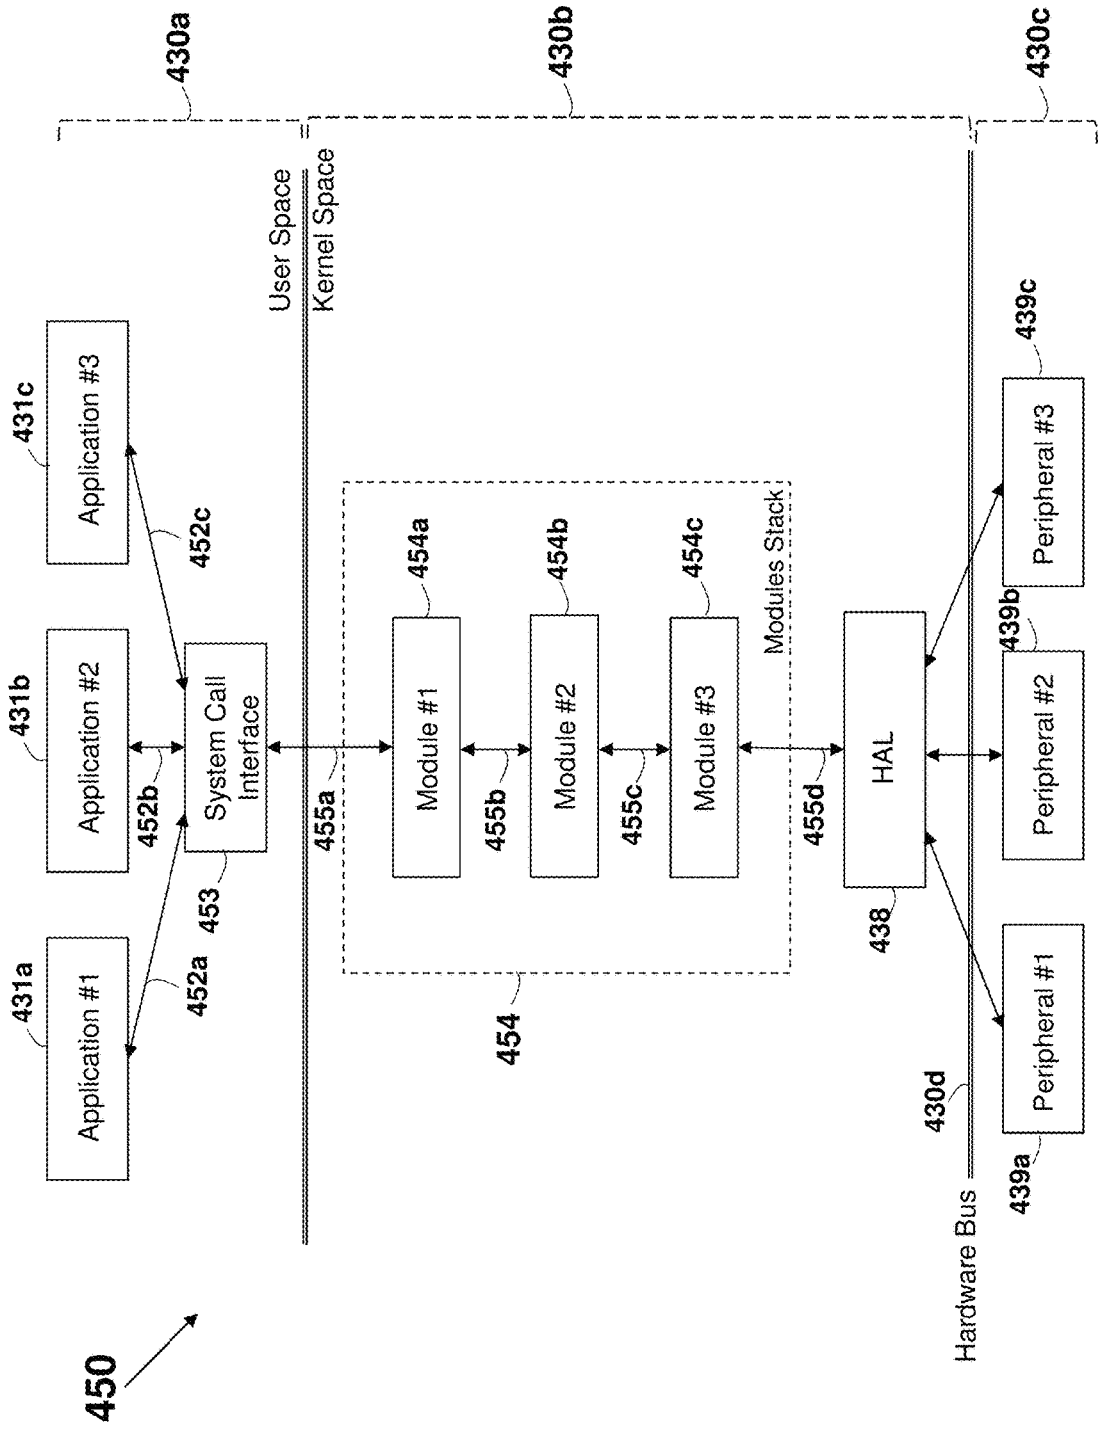 450
431a
Application #1
431b
Application #2
431c
Application #3
430a
452a
452b
452c
453
System Call
Interface
User Space
Kernel Space
455a
430b
454
454a
Module #1
455b
454b
Module #2
455c
454c
Module #3
Modules Stack
455d
438
HAL
430d
Hardware Bus
430c
439a
Peripheral #1
439b
Peripheral #2
439c
Peripheral #3